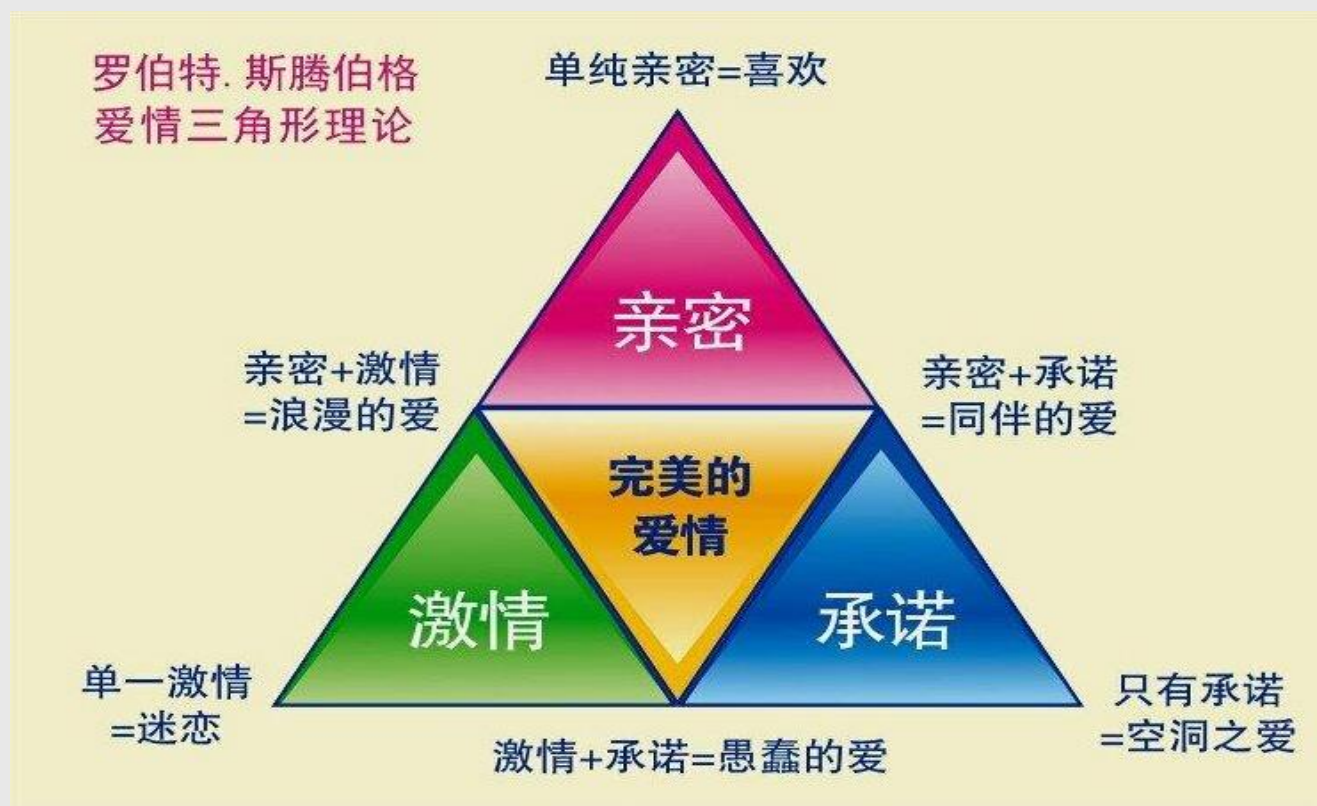 罗伯特.斯腾伯格
爱情三角形理论
单纯亲密=喜欢
亲密
亲密+激情
=浪漫的爱
亲密+承诺
=同伴的爱
完美的
爱情
激情
承诺
单一激情
=迷恋
只有承诺
=空洞之爱
激情+承诺=愚蠢的爱